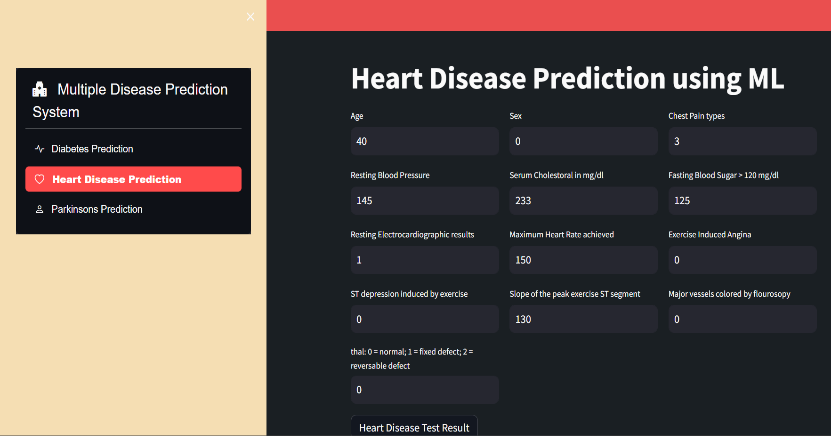 Multiple Disease Prediction
System
Diabetes Prediction
Heart Disease Prediction
Parkinsons Prediction
Heart Disease Prediction using ML
Age
Sex
Chest Pain types
40
0
3
Resting Blood Pressure
Serum Cholestoral in mg/dl
Fasting Blood Sugar > 120 mg/dl
145
233
125
Resting Electrocardiographic results
Maximum Heart Rate achieved
Exercise Induced Angina
1
150
0
ST depression induced by exercise
Slope of the peak exercise ST segment
Major vessels colored by flourosopy
0
130
0
thal: 0 = normal; 1 = fixed defect; 2 =
reversable defect
0
Heart Disease Test Result